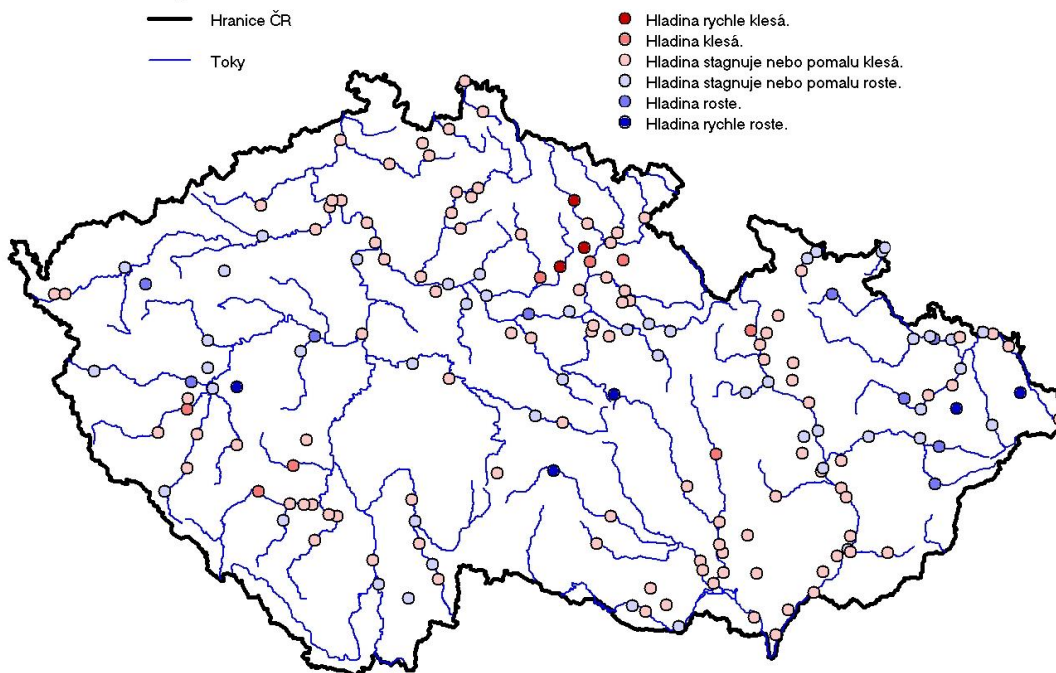 Hranice ČR
Toky
Hladina rychle klesá.
Hladina klesá.
Hladina stagnuje nebo pomalu klesá.
Hladina stagnuje nebo pomalu roste.
Hladina roste.
Hladina rychle roste.